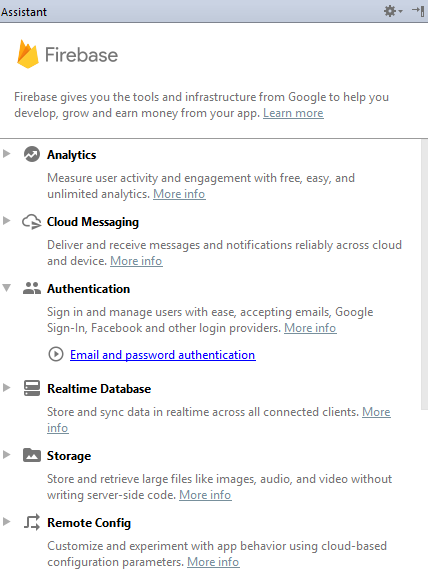 Assistant
Firebase
Firebase gives you the tools and infrastructure from Google to help you
develop, grow and earn money from your app. Learn more
Analytics
Measure user activity and engagement with free, easy, and
unlimited analytics. More info
Cloud Messaging
Deliver and receive messages and notifications reliably across cloud
and device. More info
Authentication
Sign in and manage users with ease, accepting emails, Google
Sign-In, Facebook and other login providers. More info
Email and password authentication
Realtime Database
Store and sync data in realtime across all connected clients. More
info
Storage
Store and retrieve large files like images, audio, and video without
writing server-side code. More info
Remote Config
Customize and experiment with app behavior using cloud-based
configuration parameters. More info